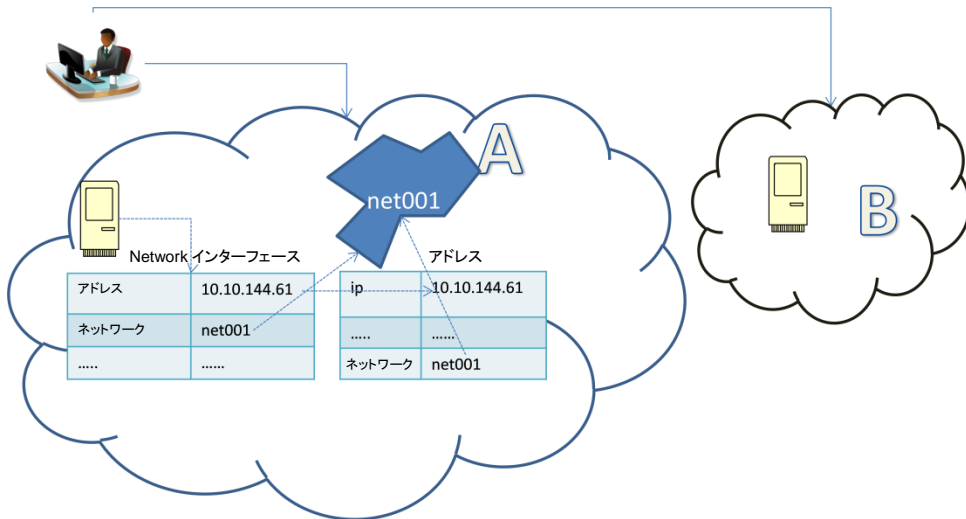 A
net001
B
Network インターフェース
アドレス 10.10.144.61
ネットワーク net001
..... ......
アドレス
ip 10.10.144.61
..... ......
ネットワーク net001